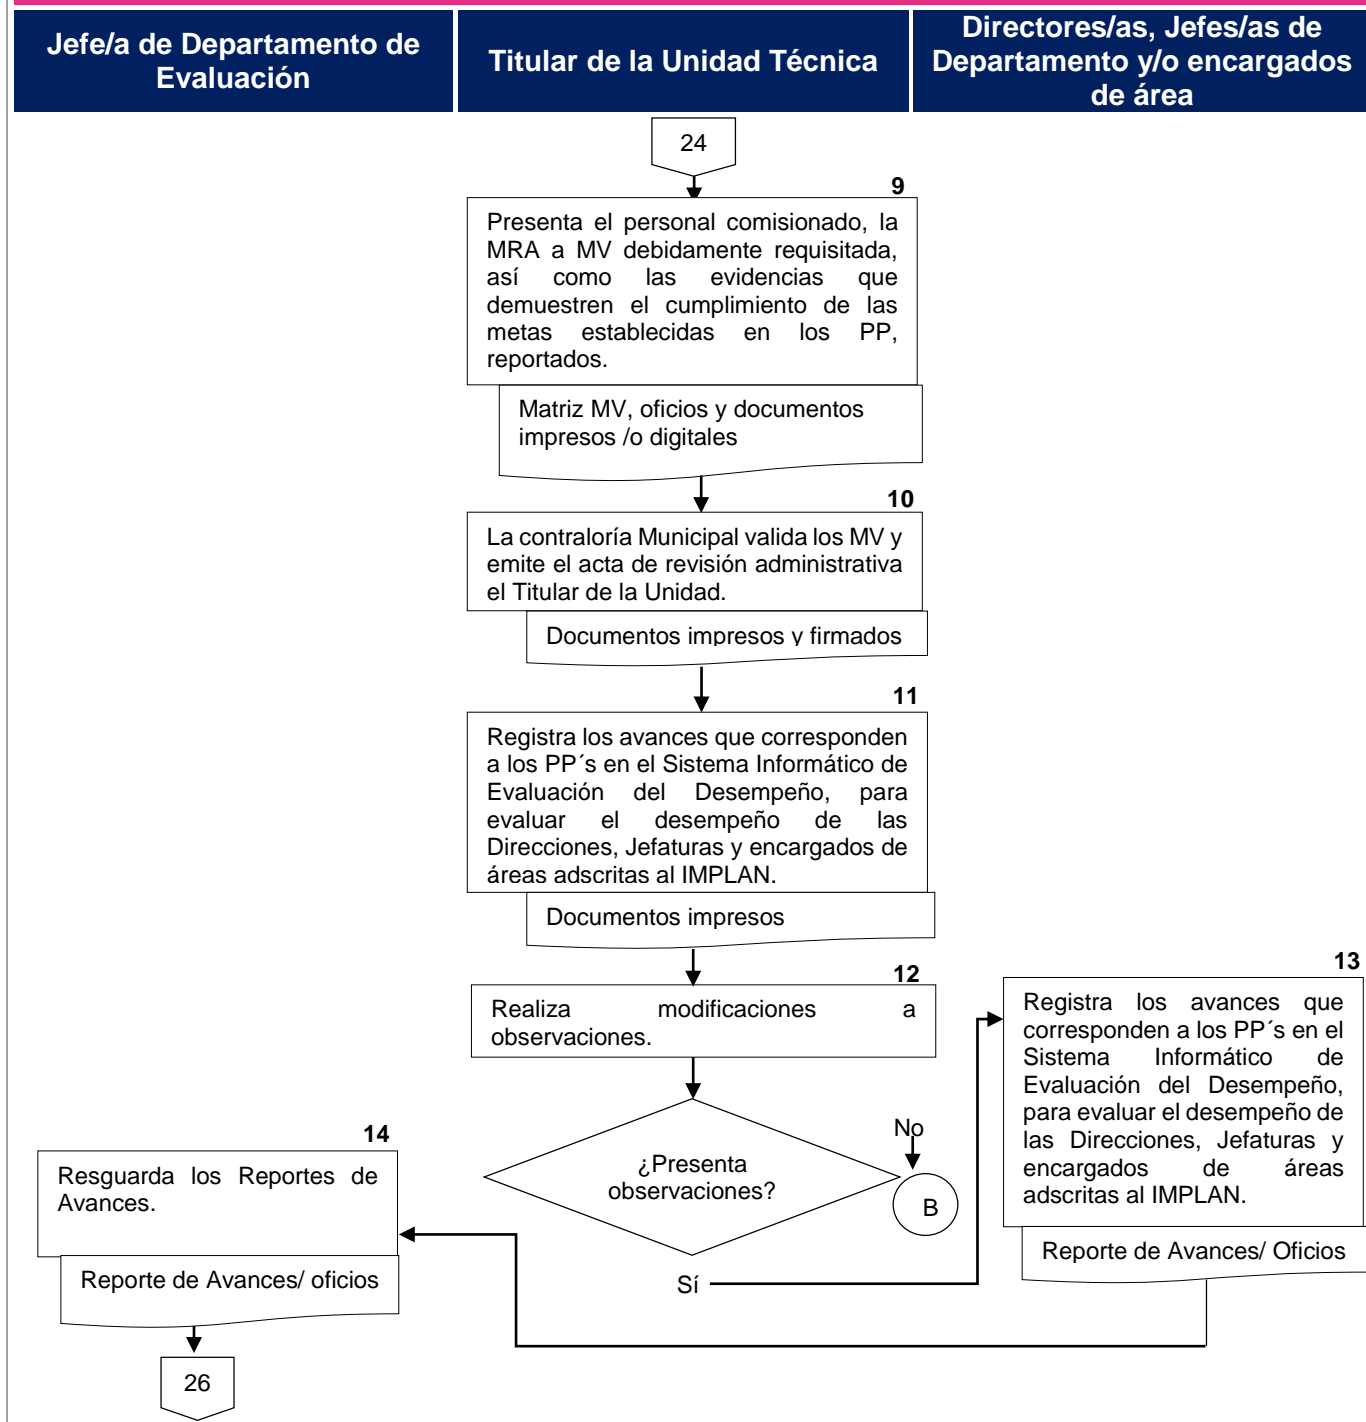 Jefe/a de Departamento de
Evaluación
Titular de la Unidad Técnica
Directores/as, Jefes/as de
Departamento y/o encargados
de área
24
9
Presenta el personal comisionado, la
MRA a MV debidamente requisitada,
así como las evidencias que
demuestren el cumplimiento de las
metas establecidas en los PP,
reportados.
Matriz MV, oficios y documentos
impresos /o digitales
10
La contraloría Municipal valida los MV y
emite el acta de revisión administrativa
el Titular de la Unidad.
Documentos impresos y firmados
11
Registra los avances que corresponden
a los PP´s en el Sistema Informático de
Evaluación del Desempeño, para
evaluar el desempeño de las
Direcciones, Jefaturas y encargados de
áreas adscritas al IMPLAN.
Documentos impresos
12
Realiza modificaciones a
observaciones.
13
Registra los avances que
corresponden a los PP´s en el
Sistema Informático de
Evaluación del Desempeño,
para evaluar el desempeño de
las Direcciones, Jefaturas y
encargados de áreas
adscritas al IMPLAN.
Reporte de Avances/ Oficios
¿Presenta
observaciones?
No
B
Sí
14
Resguarda los Reportes de
Avances.
Reporte de Avances/ oficios
26